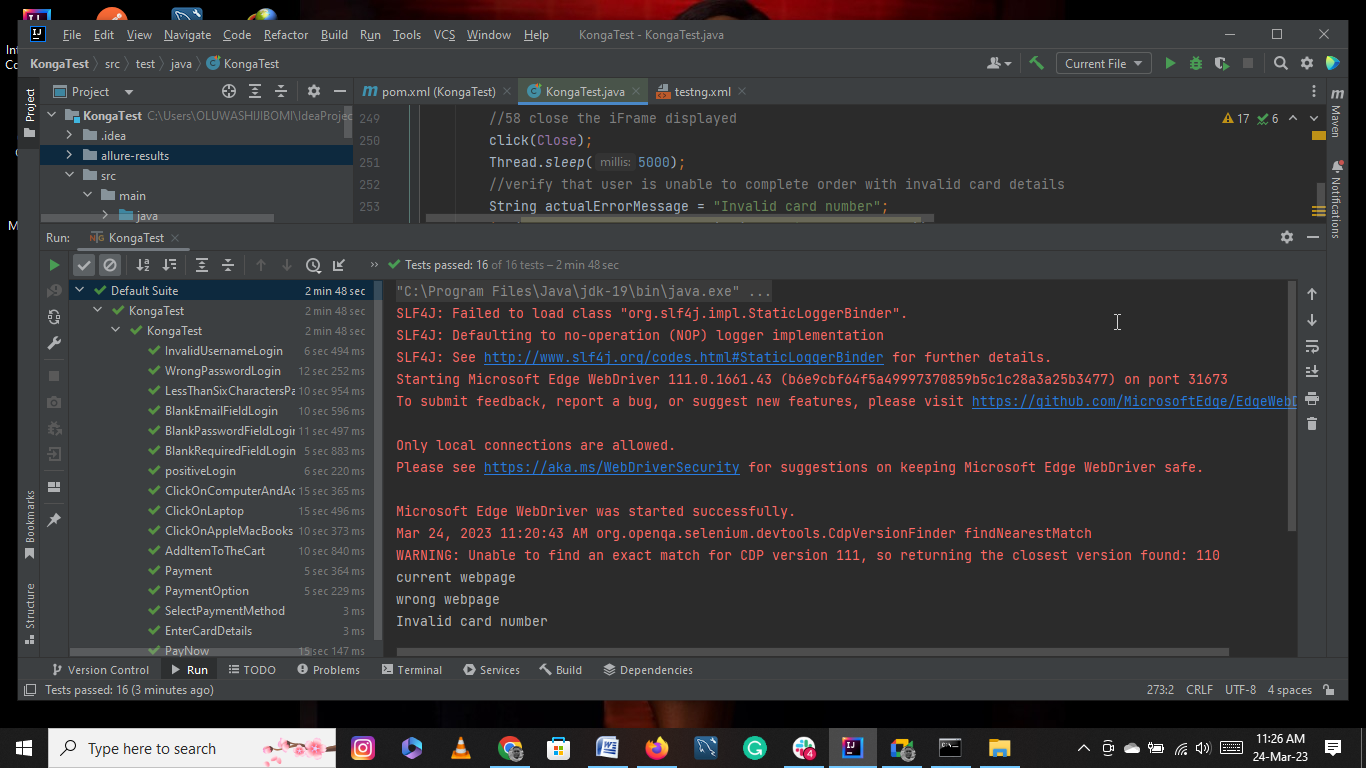 File Edit View Navigate Code Refactor Build Run Tools VCS Window Help KongaTest - KongaTest.java
KongaTest src test java KongaTest Current File
Project
Project pom.xml (KongaTest) KongaTest.java testng.xml
KongaTest C:\Users\OLUWASHIJIBOMI\IdeaProjec
.idea
allure-results
src
main
java
249 //58 close the iFrame displayed
250 click(Close);
251 Thread.sleep( millis: 5000);
252 //verify that user is unable to complete order with invalid card details
253 String actualErrorMessage = "Invalid card number";
17 6
Maven
Notifications
Run: KongaTest
Tests passed: 16 of 16 tests – 2 min 48 sec
Default Suite 2 min 48 sec
KongaTest 2 min 48 sec
KongaTest 2 min 48 sec
InvalidUsernameLogin 6 sec 494 ms
WrongPasswordLogin 12 sec 252 ms
LessThanSixCharactersPa 10 sec 954 ms
BlankEmailFieldLogin 10 sec 596 ms
BlankPasswordFieldLogin 11 sec 497 ms
BlankRequiredFieldLogin 5 sec 883 ms
positiveLogin 6 sec 220 ms
ClickOnComputerAndAc 15 sec 365 ms
ClickOnLaptop 15 sec 496 ms
ClickOnAppleMacBooks 10 sec 373 ms
AddItemToTheCart 10 sec 840 ms
Payment 5 sec 364 ms
PaymentOption 5 sec 229 ms
SelectPaymentMethod 3 ms
EnterCardDetails 3 ms
PayNow 15 sec 147 ms
"C:\Program Files\Java\jdk-19\bin\java.exe" ...
SLF4J: Failed to load class "org.slf4j.impl.StaticLoggerBinder".
SLF4J: Defaulting to no-operation (NOP) logger implementation
SLF4J: See http://www.slf4j.org/codes.html#StaticLoggerBinder for further details.
Starting Microsoft Edge WebDriver 111.0.1661.43 (b6e9cbf64f5a49997370859b5c1c28a3a25b3477) on port 31673
To submit feedback, report a bug, or suggest new features, please visit https://github.com/MicrosoftEdge/EdgeWebD
Only local connections are allowed.
Please see https://aka.ms/WebDriverSecurity for suggestions on keeping Microsoft Edge WebDriver safe.
Microsoft Edge WebDriver was started successfully.
Mar 24, 2023 11:20:43 AM org.openqa.selenium.devtools.CdpVersionFinder findNearestMatch
WARNING: Unable to find an exact match for CDP version 111, so returning the closest version found: 110
current webpage
wrong webpage
Invalid card number
Bookmarks
Structure
Version Control Run TODO Problems Terminal Services Build Dependencies
Tests passed: 16 (3 minutes ago) 273:2 CRLF UTF-8 4 spaces
Type here to search
11:26 AM
24-Mar-23